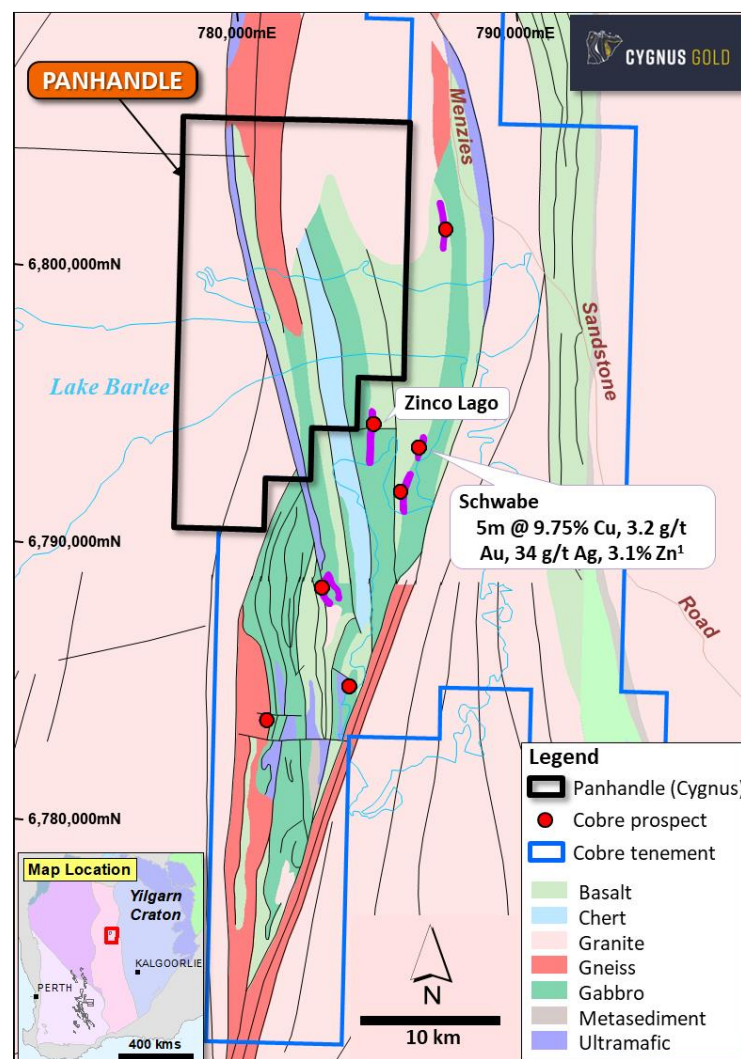 780,000mE
790,000mE
CYGNUS GOLD
PANHANDLE
Menzies
6,800,000mN
Sandstone
Lake Barlee
Zinco Lago
Schwabe
5m @ 9.75% Cu, 3.2 g/t
Au, 34 g/t Ag, 3.1% Zn¹
6,790,000mN
Road
Legend
Panhandle (Cygnus)
Cobre prospect
Cobre tenement
6,780,000mN
Map Location
Yilgarn
Craton
KALGOORLIE
PERTH
400 kms
N
10 km
Basalt
Chert
Granite
Gneiss
Gabbro
Metasediment
Ultramafic